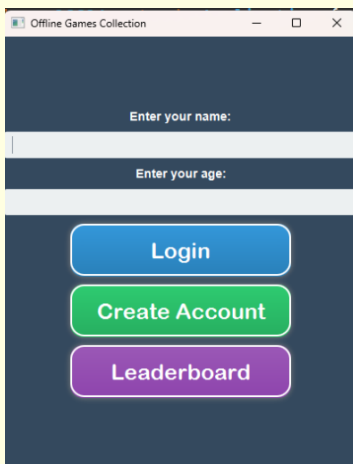 Offline Games Collection
Enter your name:
Enter your age:
Login
Create Account
Leaderboard